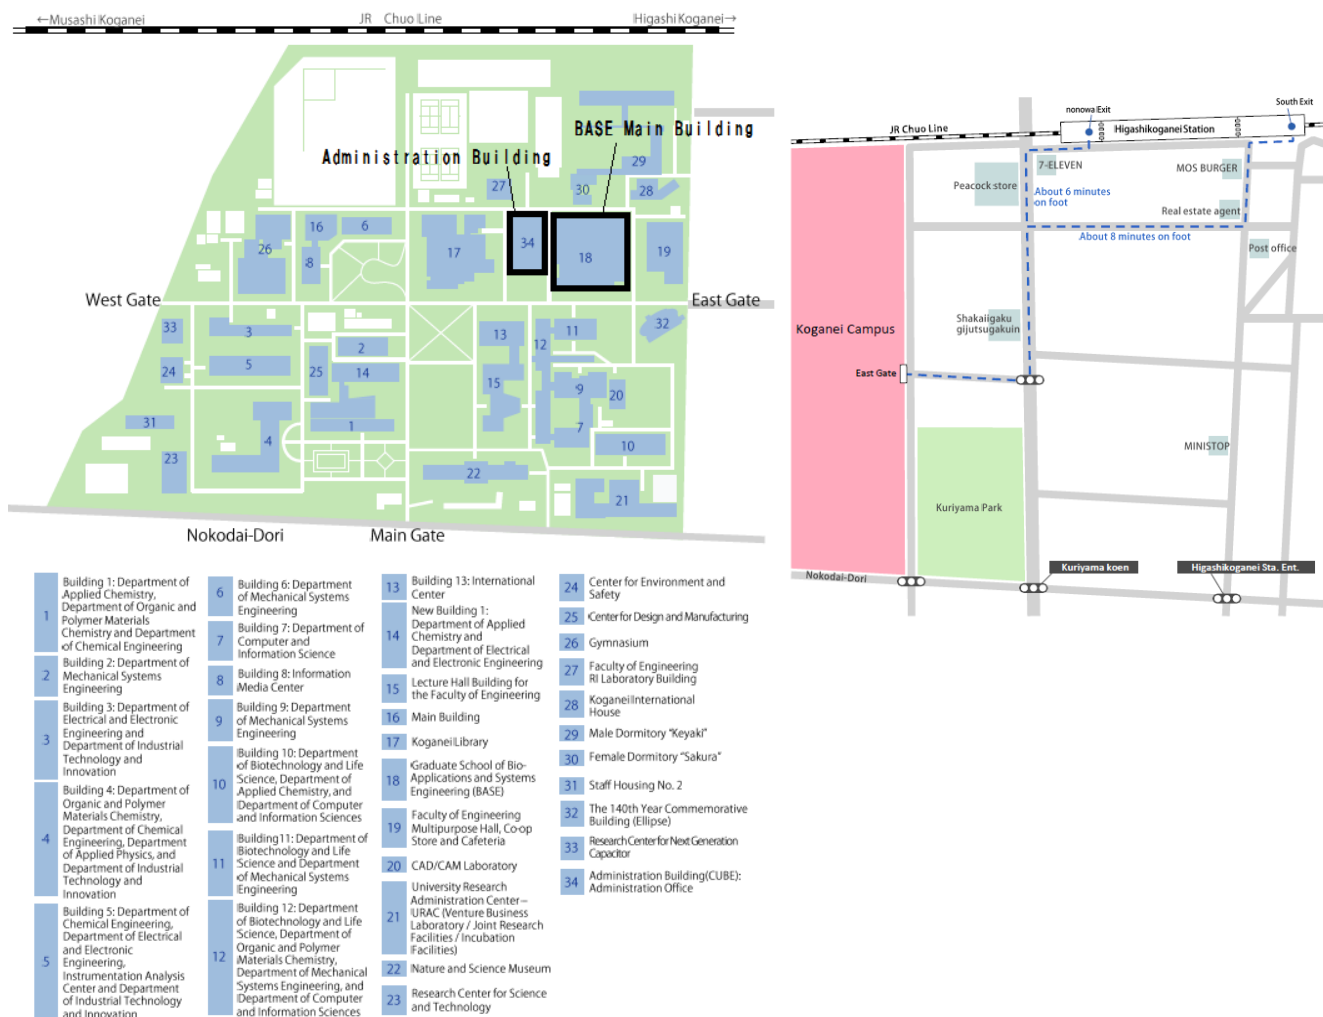 ←Musashi Koganei
JR Chuo Line
Higashi Koganei→
BASE Main Building
Administration Building
29
27
30
28
16
6
26
8
17
34
18
19
West Gate
East Gate
33
3
2
13
12
11
32
24
5
25
14
15
9
20
31
4
1
7
10
23
22
21
Nokodai-Dori
Main Gate
nonowa Exit
South Exit
JR Chuo Line
Higashikoganei Station
7-ELEVEN
MOS BURGER
Peacock store
About 6 minutes
on foot
Real estate agent
About 8 minutes on foot
Post office
Shakaiigaku
gijutsugakuin
Koganei Campus
East Gate
MINISTOP
Kuriyama Park
Nokodai-Dori
Kuriyama koen
Higashikoganei Sta. Ent.
1
Building 1: Department of
Applied Chemistry,
Department of Organic and
Polymer Materials
Chemistry and Department
of Chemical Engineering
2
Building 2: Department of
Mechanical Systems
Engineering
3
Building 3: Department of
Electrical and Electronic
Engineering and
Department of Industrial
Technology and
Innovation
4
Building 4: Department of
Organic and Polymer
Materials Chemistry,
Department of Chemical
Engineering, Department
of Applied Physics, and
Department of Industrial
Technology and
Innovation
5
Building 5: Department of
Chemical Engineering,
Department of Electrical
and Electronic
Engineering,
Instrumentation Analysis
Center and Department
of Industrial Technology
and Innovation
6
Building 6: Department
of Mechanical Systems
Engineering
7
Building 7: Department of
Computer and
Information Science
8
Building 8: Information
Media Center
9
Building 9: Department
of Mechanical Systems
Engineering
10
Building 10: Department
of Biotechnology and Life
Science, Department of
Applied Chemistry, and
Department of Computer
and Information Sciences
11
Building11: Department of
Biotechnology and Life
Science and Department
of Mechanical Systems
Engineering
12
Building 12: Department
of Biotechnology and Life
Science, Department of
Organic and Polymer
Materials Chemistry,
Department of Mechanical
Systems Engineering, and
Department of Computer
and Information Sciences
13
Building 13: International
Center
14
New Building 1:
Department of Applied
Chemistry and
Department of Electrical
and Electronic Engineering
15
Lecture Hall Building for
the Faculty of Engineering
16
Main Building
17
Koganei Library
18
Graduate School of Bio-
Applications and Systems
Engineering (BASE)
19
Faculty of Engineering
Multipurpose Hall, Co-op
Store and Cafeteria
20
CAD/CAM Laboratory
21
University Research
Administration Center–
URAC (Venture Business
Laboratory / Joint Research
Facilities / Incubation
Facilities)
22
Nature and Science Museum
23
Research Center for Science
and Technology
24
Center for Environment and
Safety
25
Center for Design and Manufacturing
26
Gymnasium
27
Faculty of Engineering
RI Laboratory Building
28
Koganei International
House
29
Male Dormitory "Keyaki"
30
Female Dormitory "Sakura"
31
Staff Housing No. 2
32
The 140th Year Commemorative
Building (Ellipse)
33
Research Center for Next Generation
Capacitor
34
Administration Building(CUBE):
Administration Office